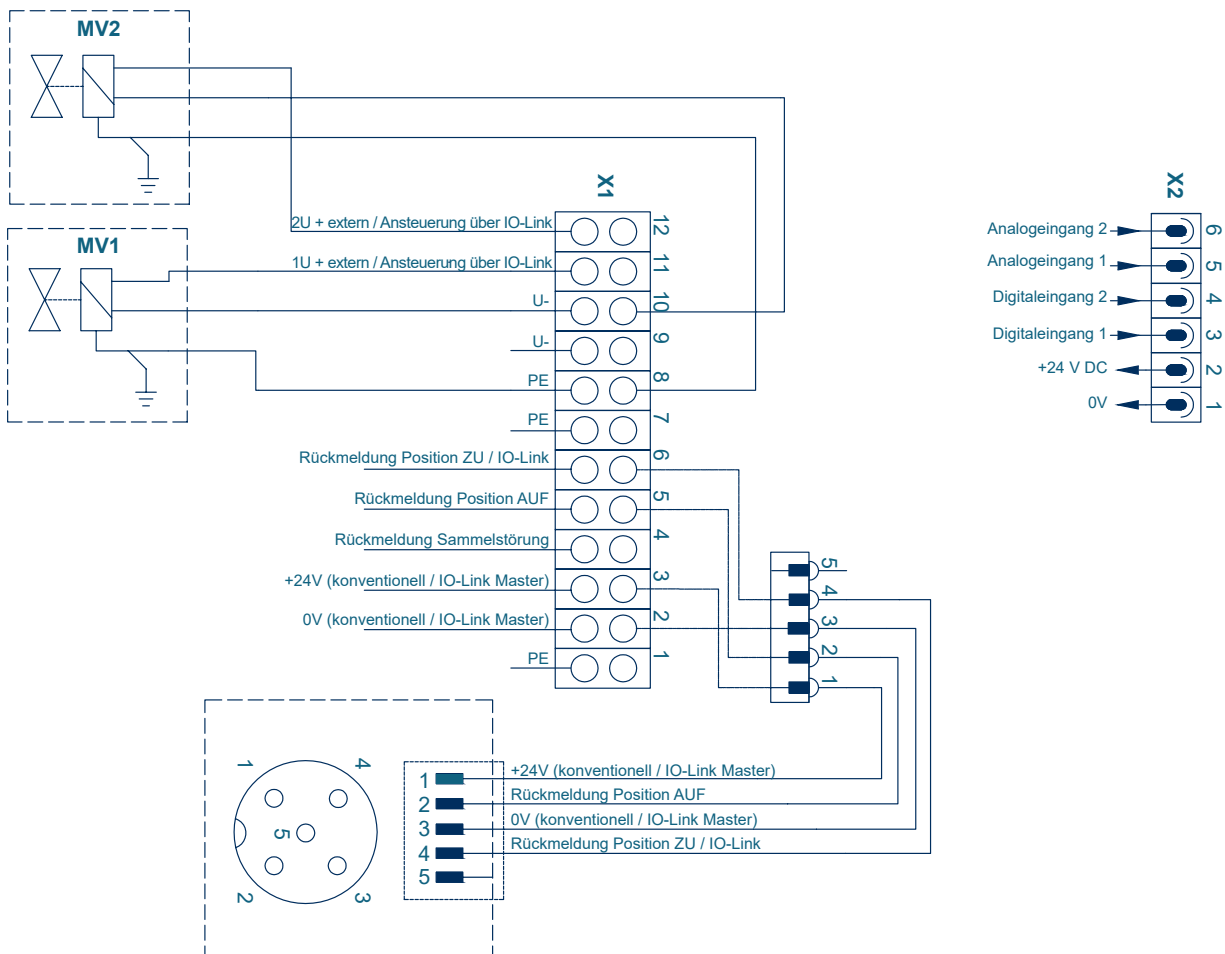 MV2
MV1
X1
2U + extern / Ansteuerung über IO-Link
12
1U + extern / Ansteuerung über IO-Link
11
U-
10
U-
9
PE
8
PE
7
Rückmeldung Position ZU / IO-Link
6
Rückmeldung Position AUF
5
Rückmeldung Sammelstörung
4
+24V (konventionell / IO-Link Master)
3
0V (konventionell / IO-Link Master)
2
PE
1
X2
Analogeingang 2
6
Analogeingang 1
5
Digitaleingang 2
4
Digitaleingang 1
3
+24 V DC
2
0V
1
5
4
3
2
1
1
4
5
2
3
1
+24V (konventionell / IO-Link Master)
2
Rückmeldung Position AUF
3
0V (konventionell / IO-Link Master)
4
Rückmeldung Position ZU / IO-Link
5